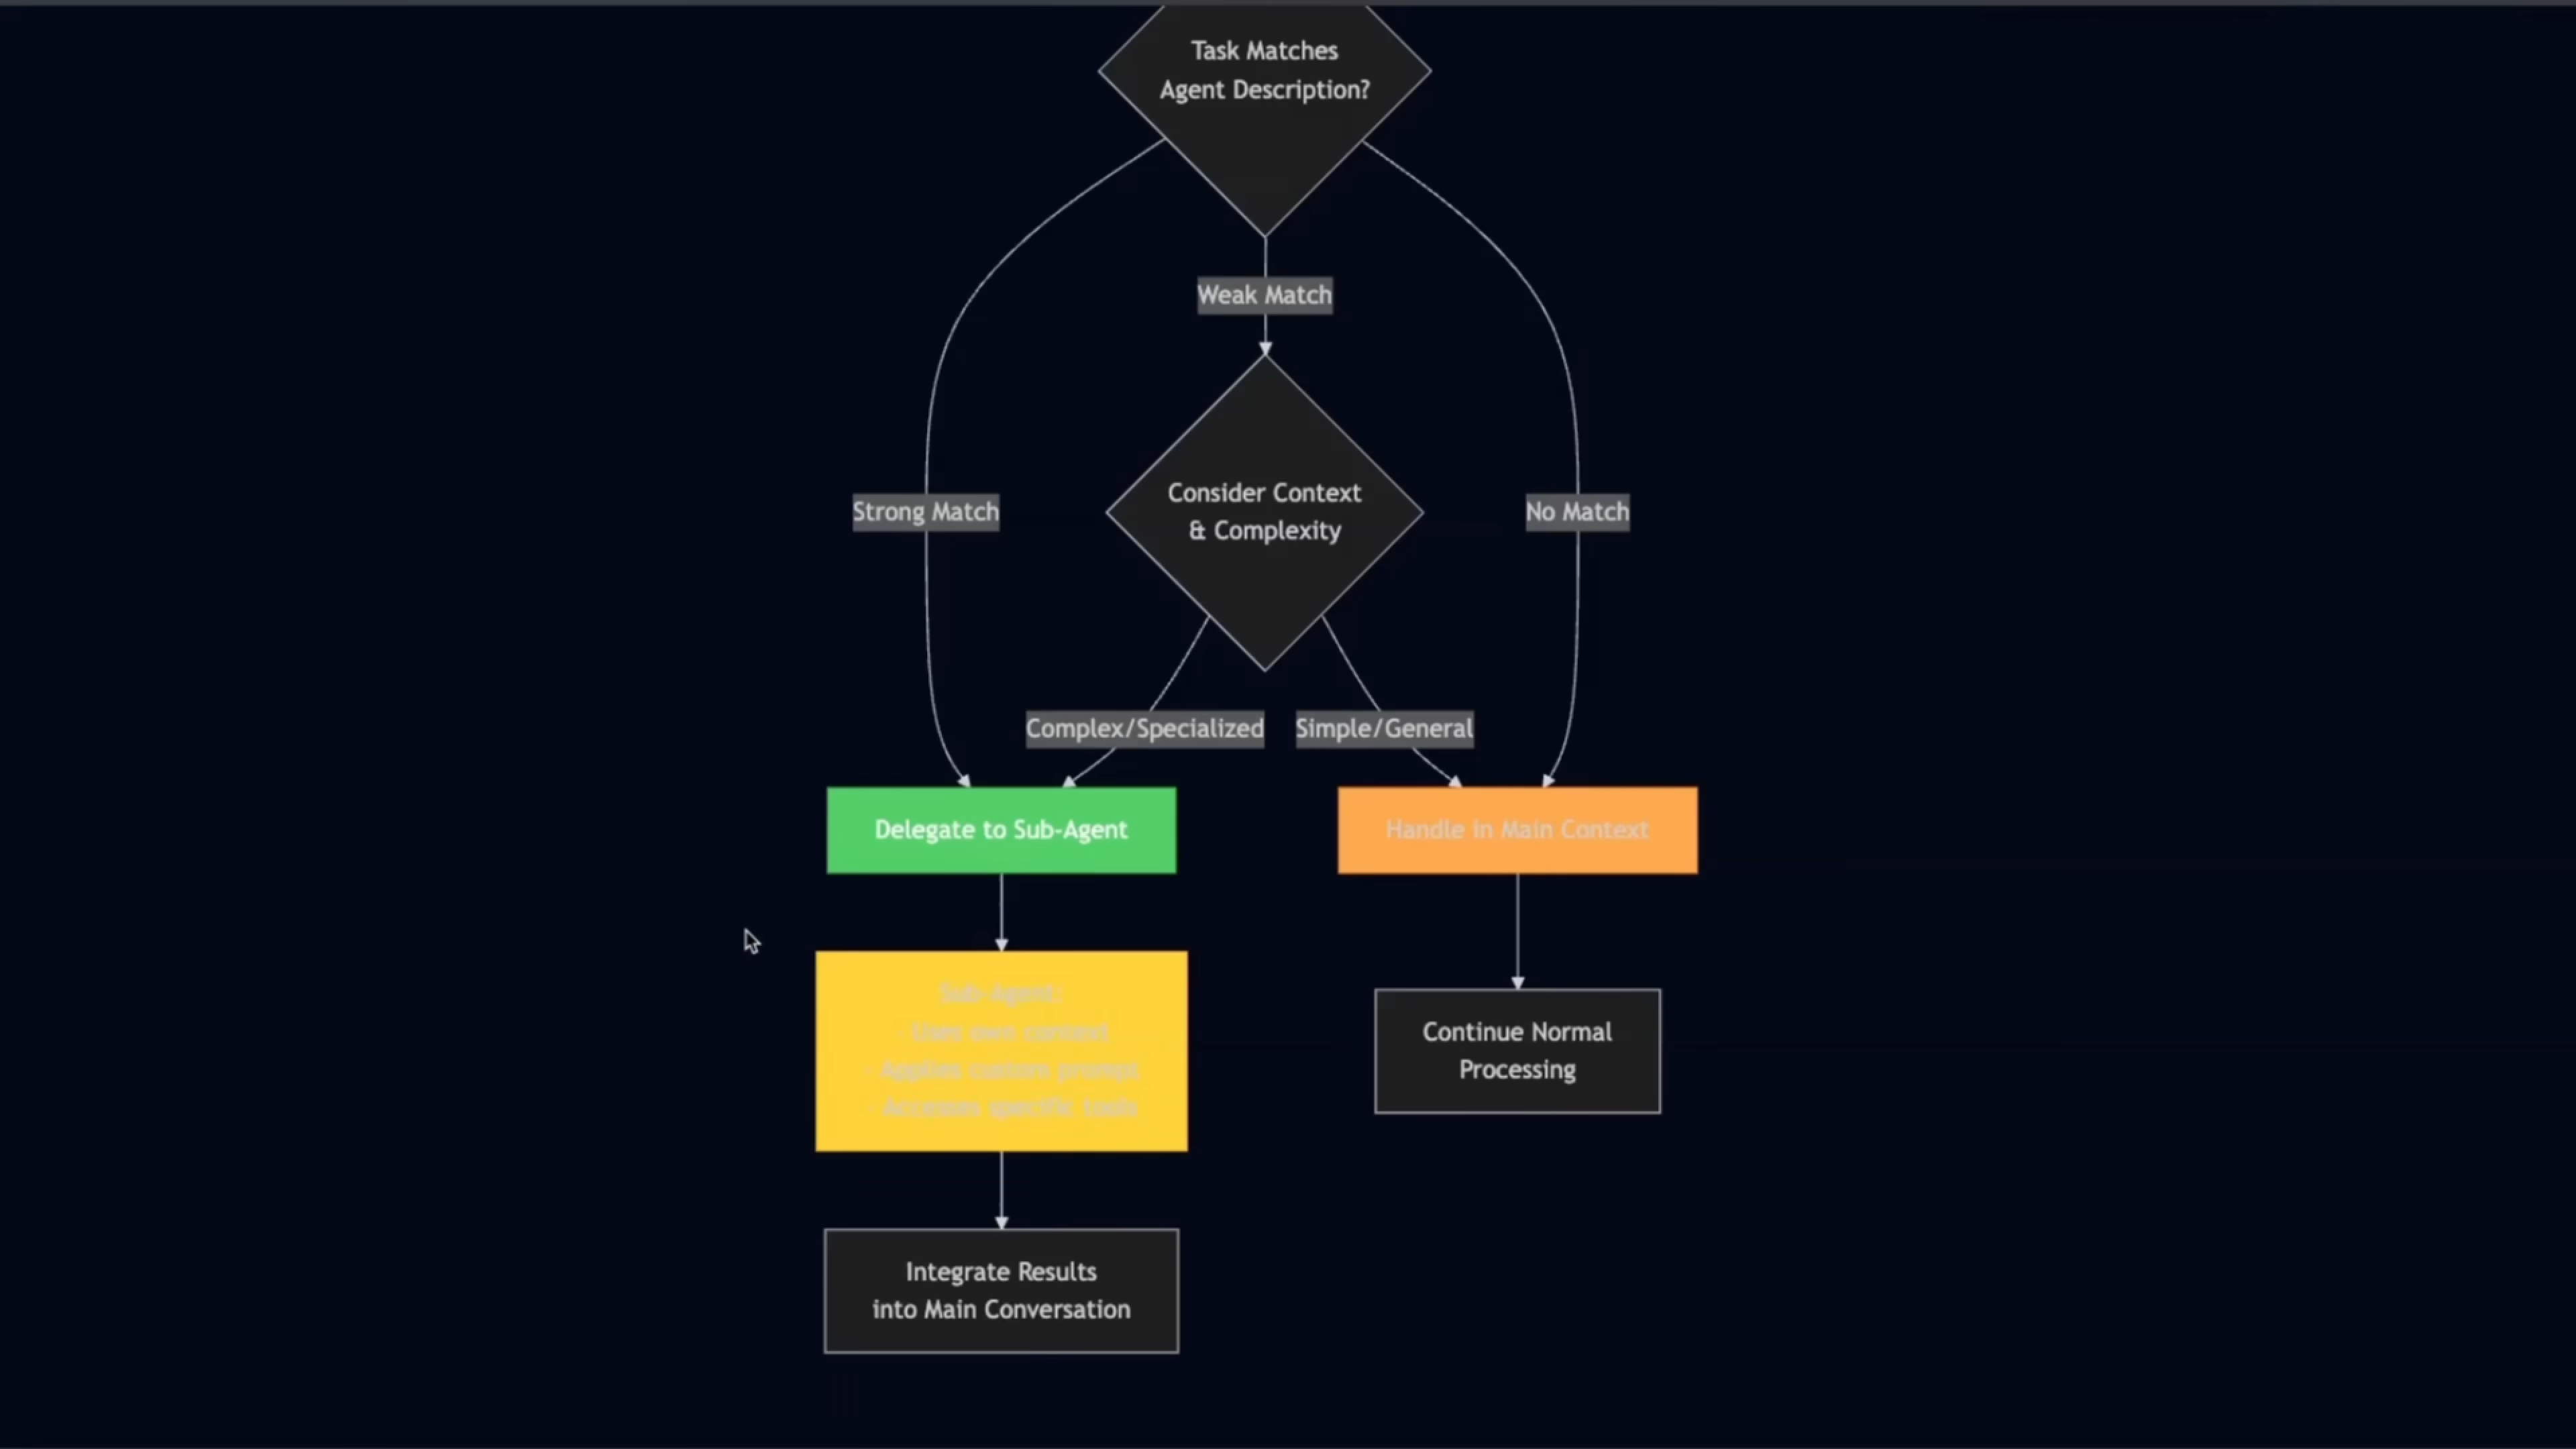 Task Matches
Agent Description?
Weak Match
Strong Match
Consider Context
& Complexity
No Match
Complex/Specialized
Simple/General
Delegate to Sub-Agent
Handle in Main Context
Sub-Agent:
- Uses own context
- Applies custom prompt
- Accesses specific tools
Continue Normal
Processing
Integrate Results
into Main Conversation